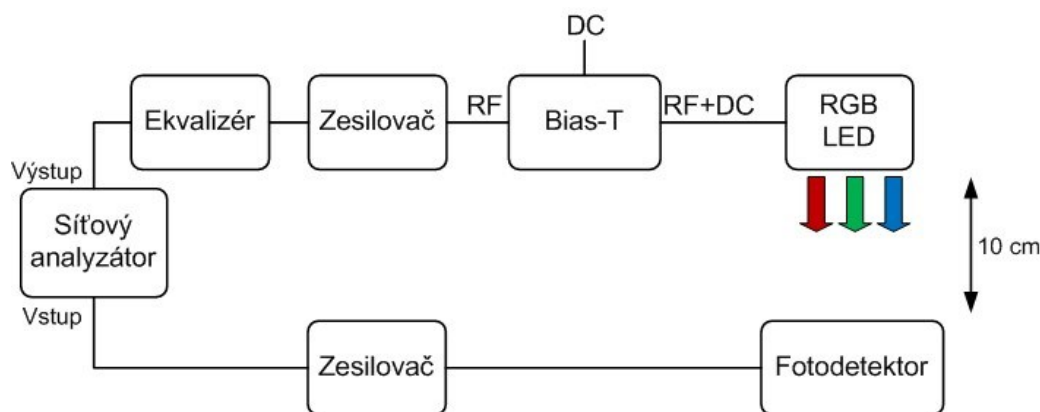 DC
Ekvalizér
Zesilovač
RF
Bias-T
RF+DC
RGB
LED
Výstup
Síťový
analyzátor
Vstup
10 cm
Zesilovač
Fotodetektor